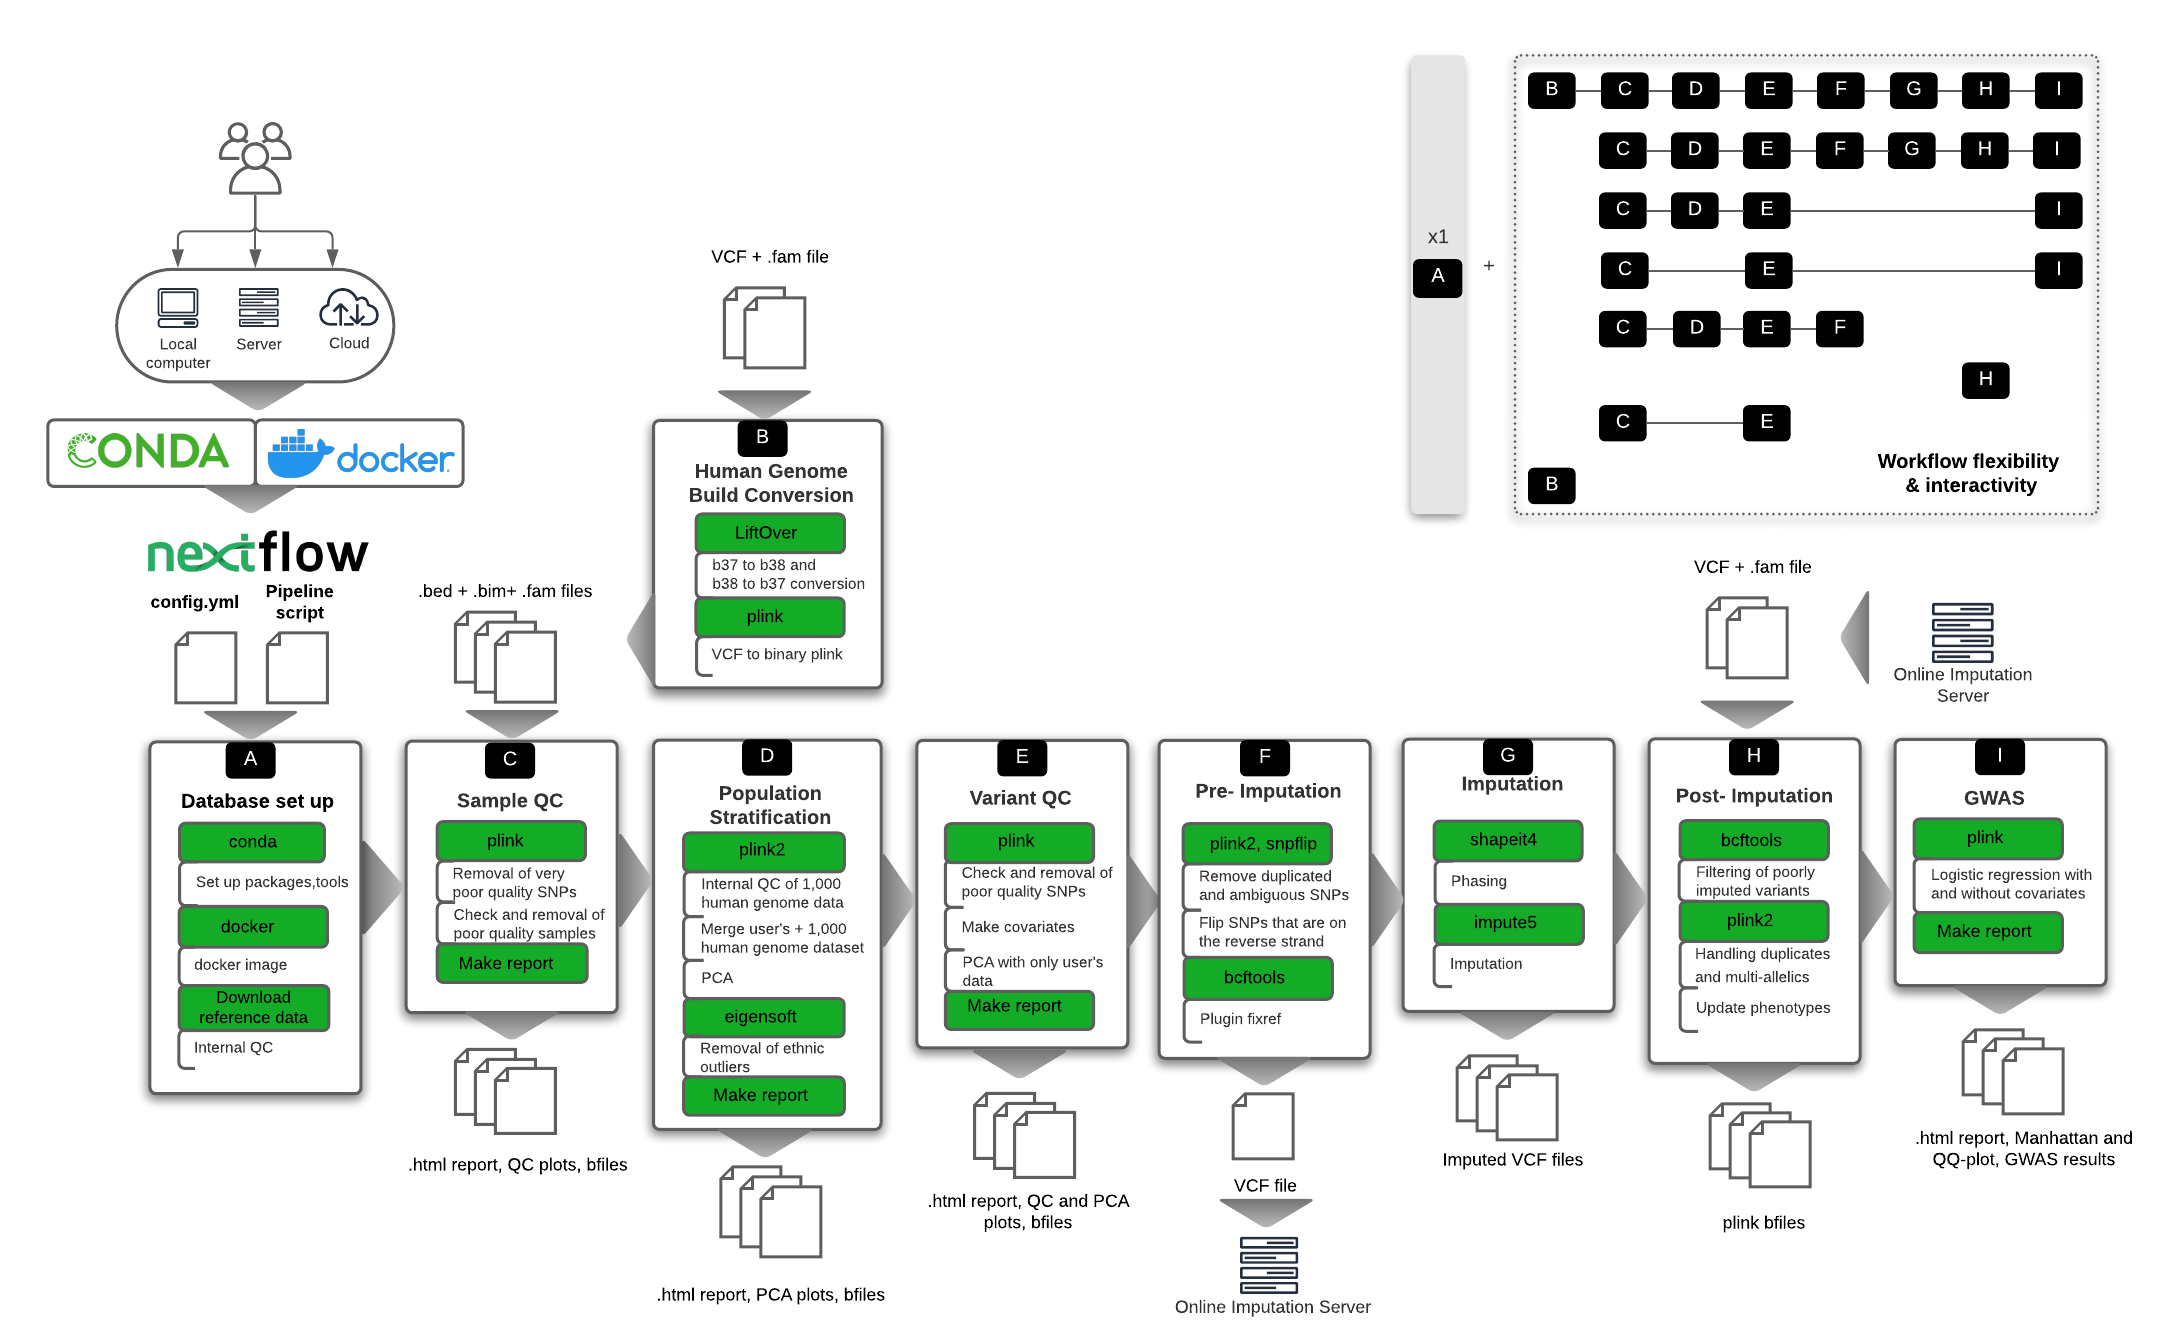 B C D E F G H I
C D E F G H I
C D E I
x1
A
+
C E I
C D E F
H
C E
Workflow flexibility
& interactivity
B
Local
computer
Server
Cloud
CONDA
docker
nextflow
config.yml
Pipeline
script
VCF + .fam file
B
Human Genome
Build Conversion
LiftOver
b37 to b38 and
b38 to b37 conversion
plink
VCF to binary plink
.bed + .bim+ .fam files
VCF + .fam file
Online Imputation
Server
A
Database set up
conda
Set up packages,tools
docker
docker image
Download
reference data
Internal QC
C
Sample QC
plink
Removal of very
poor quality SNPs
Check and removal of
poor quality samples
Make report
.html report, QC plots, bfiles
D
Population
Stratification
plink2
Internal QC of 1,000
human genome data
Merge user's + 1,000
human genome dataset
PCA
eigensoft
Removal of ethnic
outliers
Make report
.html report, PCA plots, bfiles
E
Variant QC
plink
Check and removal of
poor quality SNPs
Make covariates
PCA with only user's
data
Make report
.html report, QC and PCA
plots, bfiles
F
Pre- Imputation
plink2, snpflip
Remove duplicated
and ambiguous SNPs
Flip SNPs that are on
the reverse strand
bcftools
Plugin fixref
VCF file
Online Imputation Server
G
Imputation
shapeit4
Phasing
impute5
Imputation
Imputed VCF files
H
Post- Imputation
bcftools
Filtering of poorly
imputed variants
plink2
Handling duplicates
and multi-allelics
Update phenotypes
plink bfiles
I
GWAS
plink
Logistic regression with
and without covariates
Make report
.html report, Manhattan and
QQ-plot, GWAS results